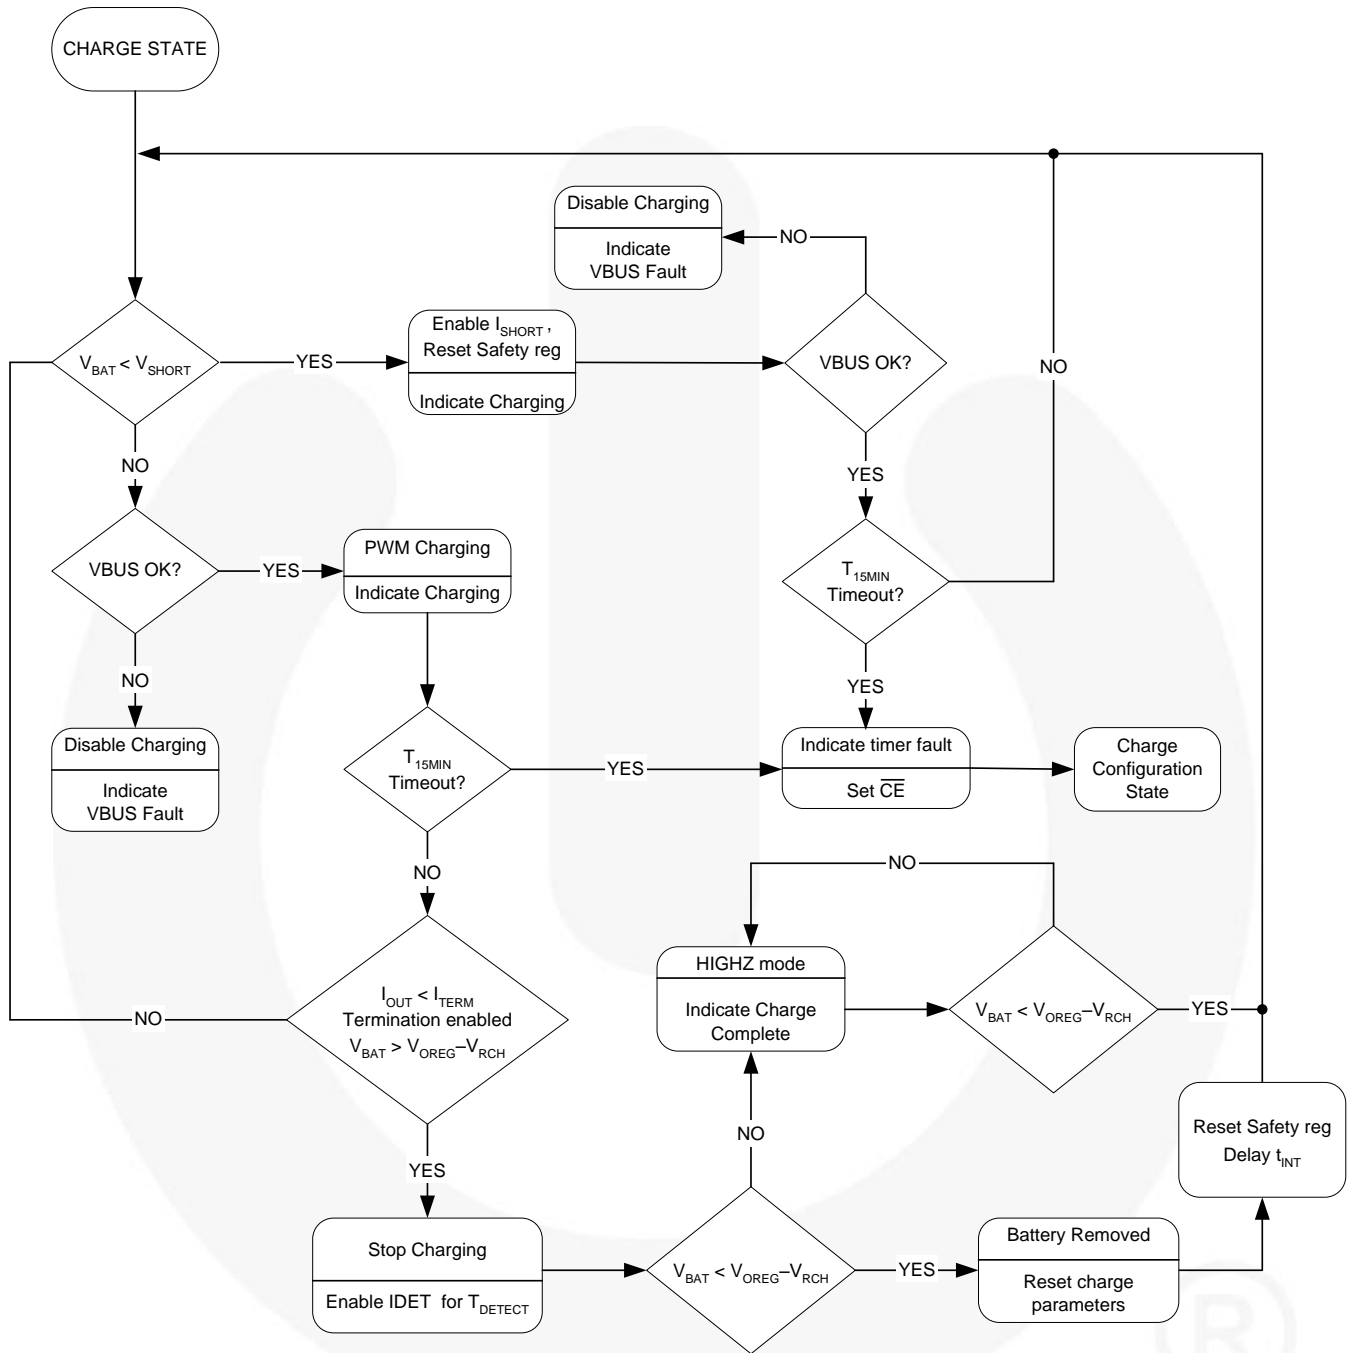 CHARGE STATE
Disable Charging
Indicate
VBUS Fault
NO
V_BAT < V_SHORT
YES
Enable I_SHORT ,
Reset Safety reg
Indicate Charging
VBUS OK?
NO
NO
YES
VBUS OK?
YES
PWM Charging
Indicate Charging
T_15MIN
Timeout?
NO
YES
Disable Charging
Indicate
VBUS Fault
T_15MIN
Timeout?
YES
Indicate timer fault
Set C̅E̅
Charge
Configuration
State
NO
NO
I_OUT < I_TERM
Termination enabled
V_BAT > V_OREG–V_RCH
NO
HIGHZ mode
Indicate Charge
Complete
V_BAT < V_OREG–V_RCH
YES
YES
NO
Reset Safety reg
Delay t_INT
Stop Charging
Enable IDET for T_DETECT
V_BAT < V_OREG–V_RCH
YES
Battery Removed
Reset charge
parameters
®